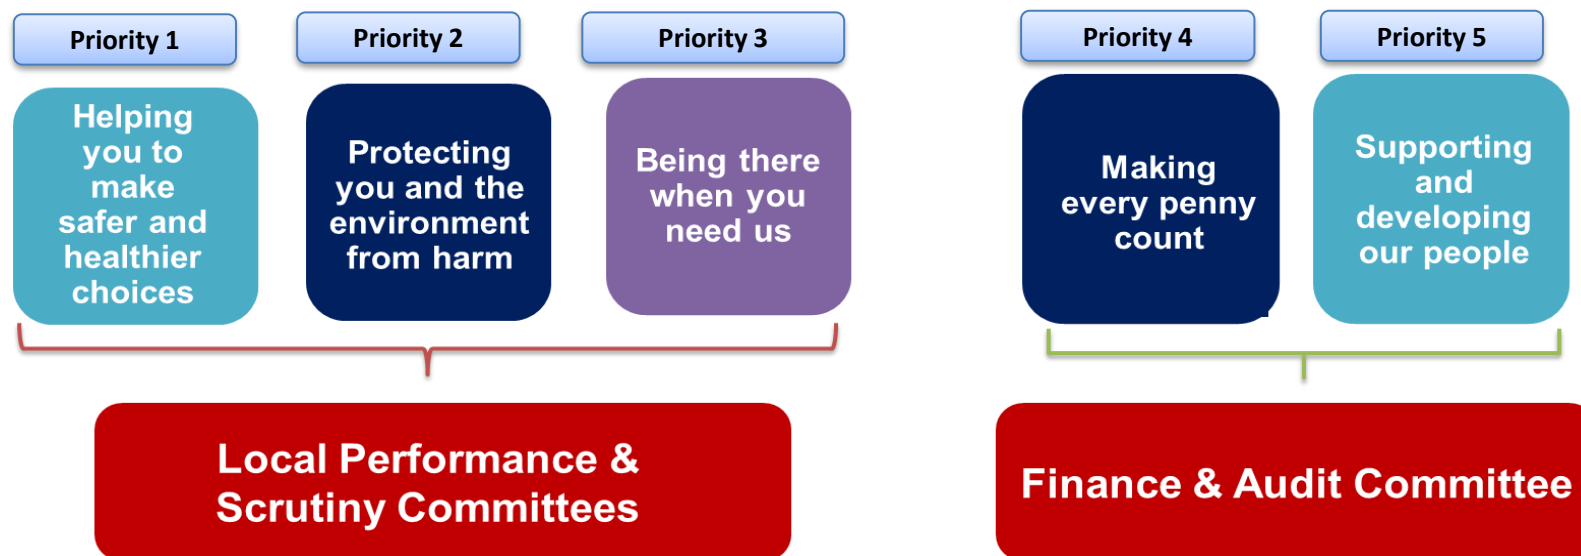 Priority 1
Priority 2
Priority 3
Priority 4
Priority 5
Helping
you to
make
safer and
healthier
choices
Protecting
you and the
environment
from harm
Being there
when you
need us
Making
every penny
count
Supporting
and
developing
our people
Local Performance &
Scrutiny Committees
Finance & Audit Committee